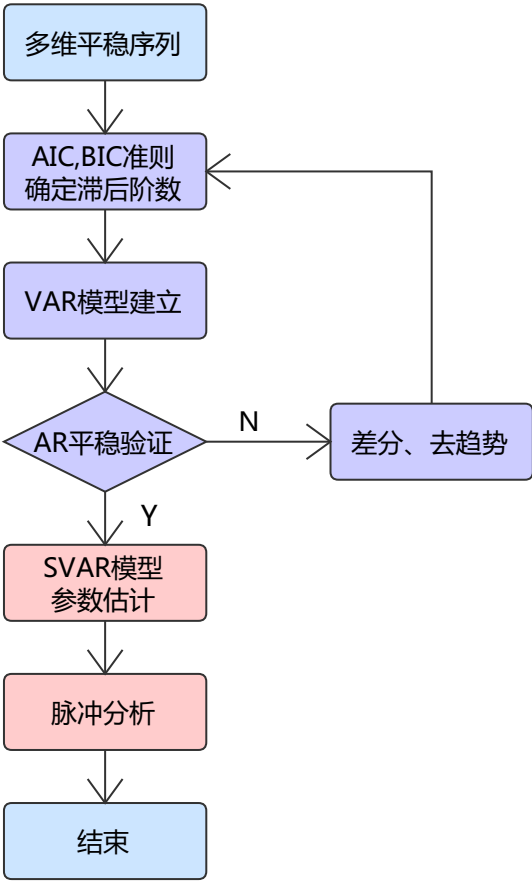 多维平稳序列
AIC,BIC准则
确定滞后阶数
VAR模型建立
AR平稳验证
N
差分、去趋势
Y
SVAR模型
参数估计
脉冲分析
结束